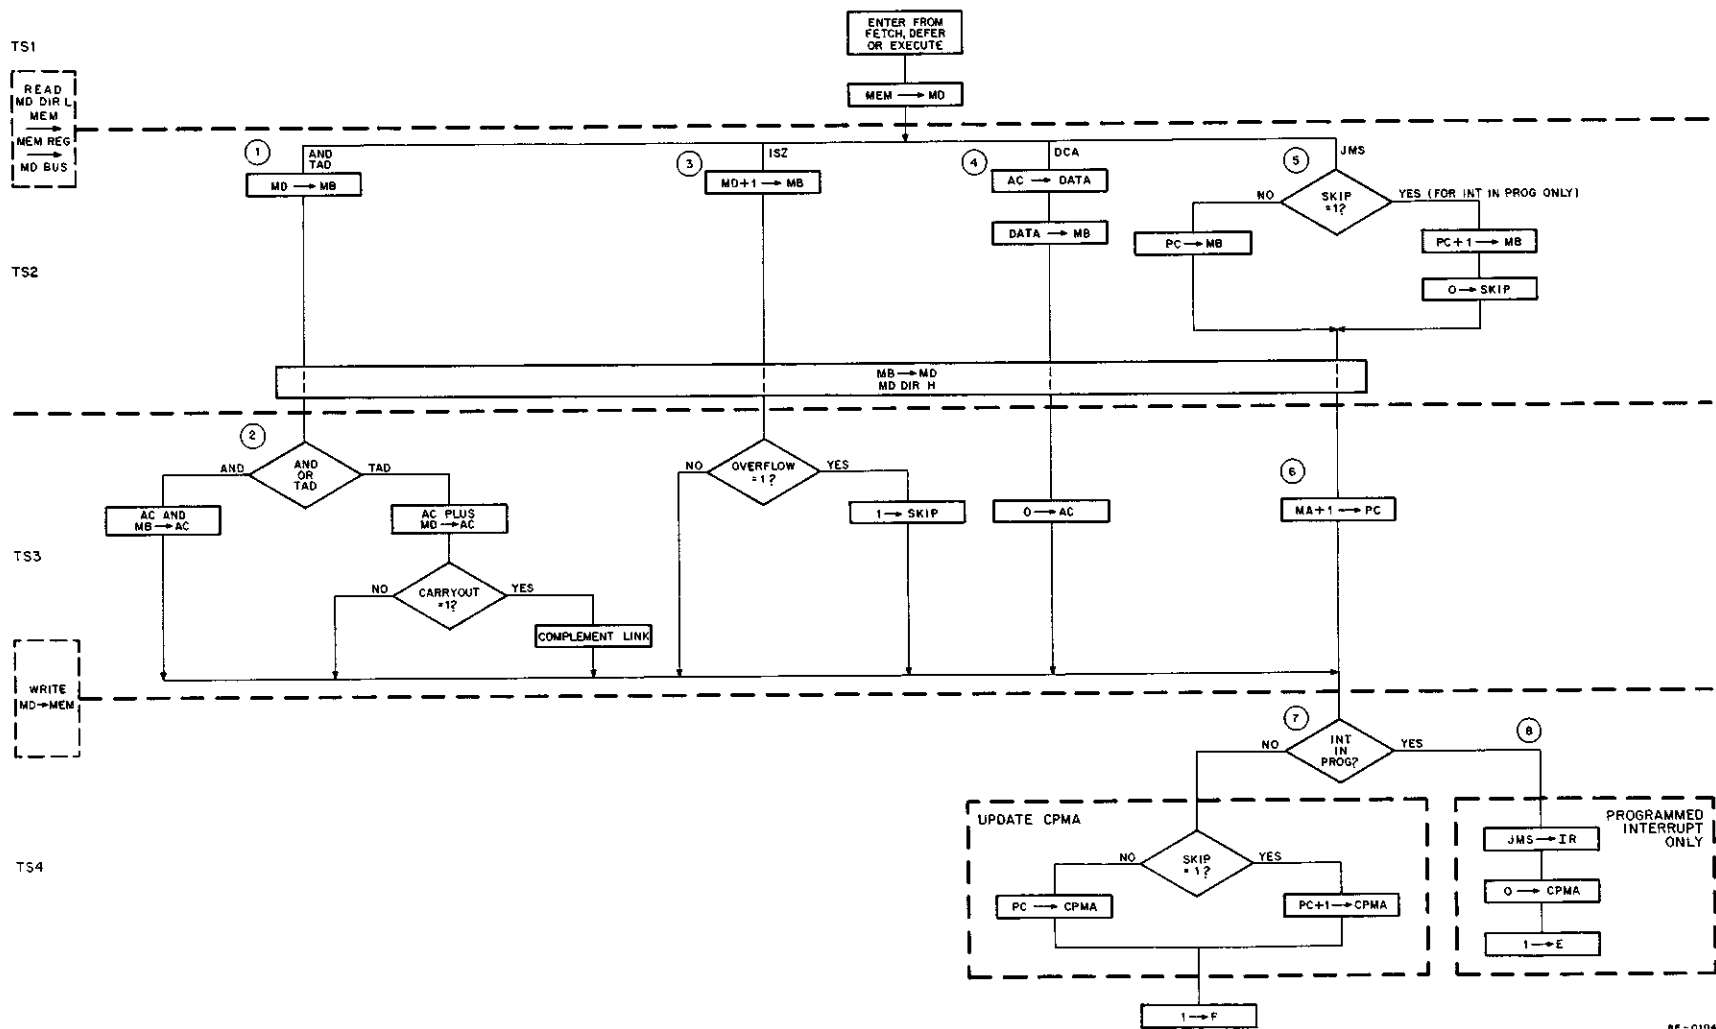 TS1
ENTER FROM
FETCH, DEFER
OR EXECUTE
MEM → MD
READ
MD DIR L
MEM
→
MEM REG
→
MD BUS
1
AND
TAD
MD → MB
3
ISZ
MD+1 → MB
4
DCA
AC → DATA
DATA → MB
5
JMS
SKIP
=1?
NO
YES (FOR INT IN PROG ONLY)
PC → MB
PC+1 → MB
0 → SKIP
TS2
MB → MD
MD DIR H
2
AND
OR
TAD
AND
TAD
AC AND
MB → AC
AC PLUS
MD → AC
CARRYOUT
=1?
NO
YES
COMPLEMENT LINK
OVERFLOW
=1?
NO
YES
1 → SKIP
0 → AC
6
MA+1 → PC
TS3
WRITE
MD → MEM
7
INT
IN
PROG?
NO
YES
8
UPDATE CPMA
SKIP
=1?
NO
YES
PC → CPMA
PC+1 → CPMA
PROGRAMMED
INTERRUPT
ONLY
JMS → IR
0 → CPMA
1 → E
TS4
1 → F
8E-0194